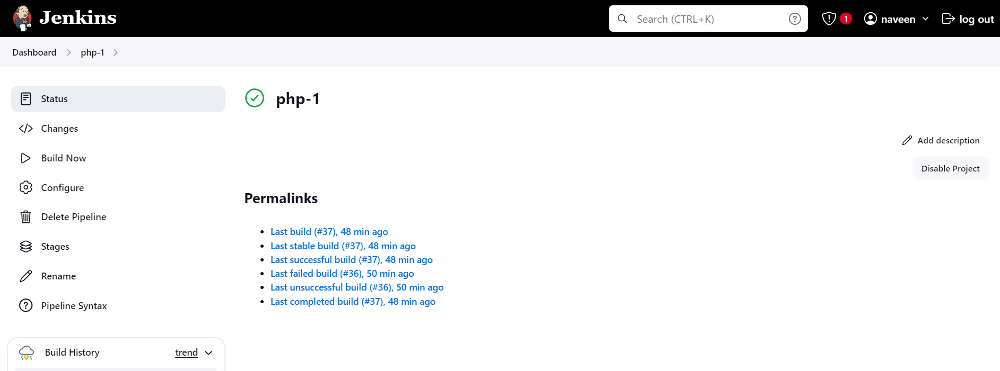 Jenkins
Search (CTRL+K)
?
1
naveen
log out
Dashboard
php-1
Status
Changes
Build Now
Configure
Delete Pipeline
Stages
Rename
Pipeline Syntax
Build History
trend
php-1
Add description
Disable Project
Permalinks
Last build (#37), 48 min ago
Last stable build (#37), 48 min ago
Last successful build (#37), 48 min ago
Last failed build (#36), 50 min ago
Last unsuccessful build (#36), 50 min ago
Last completed build (#37), 48 min ago